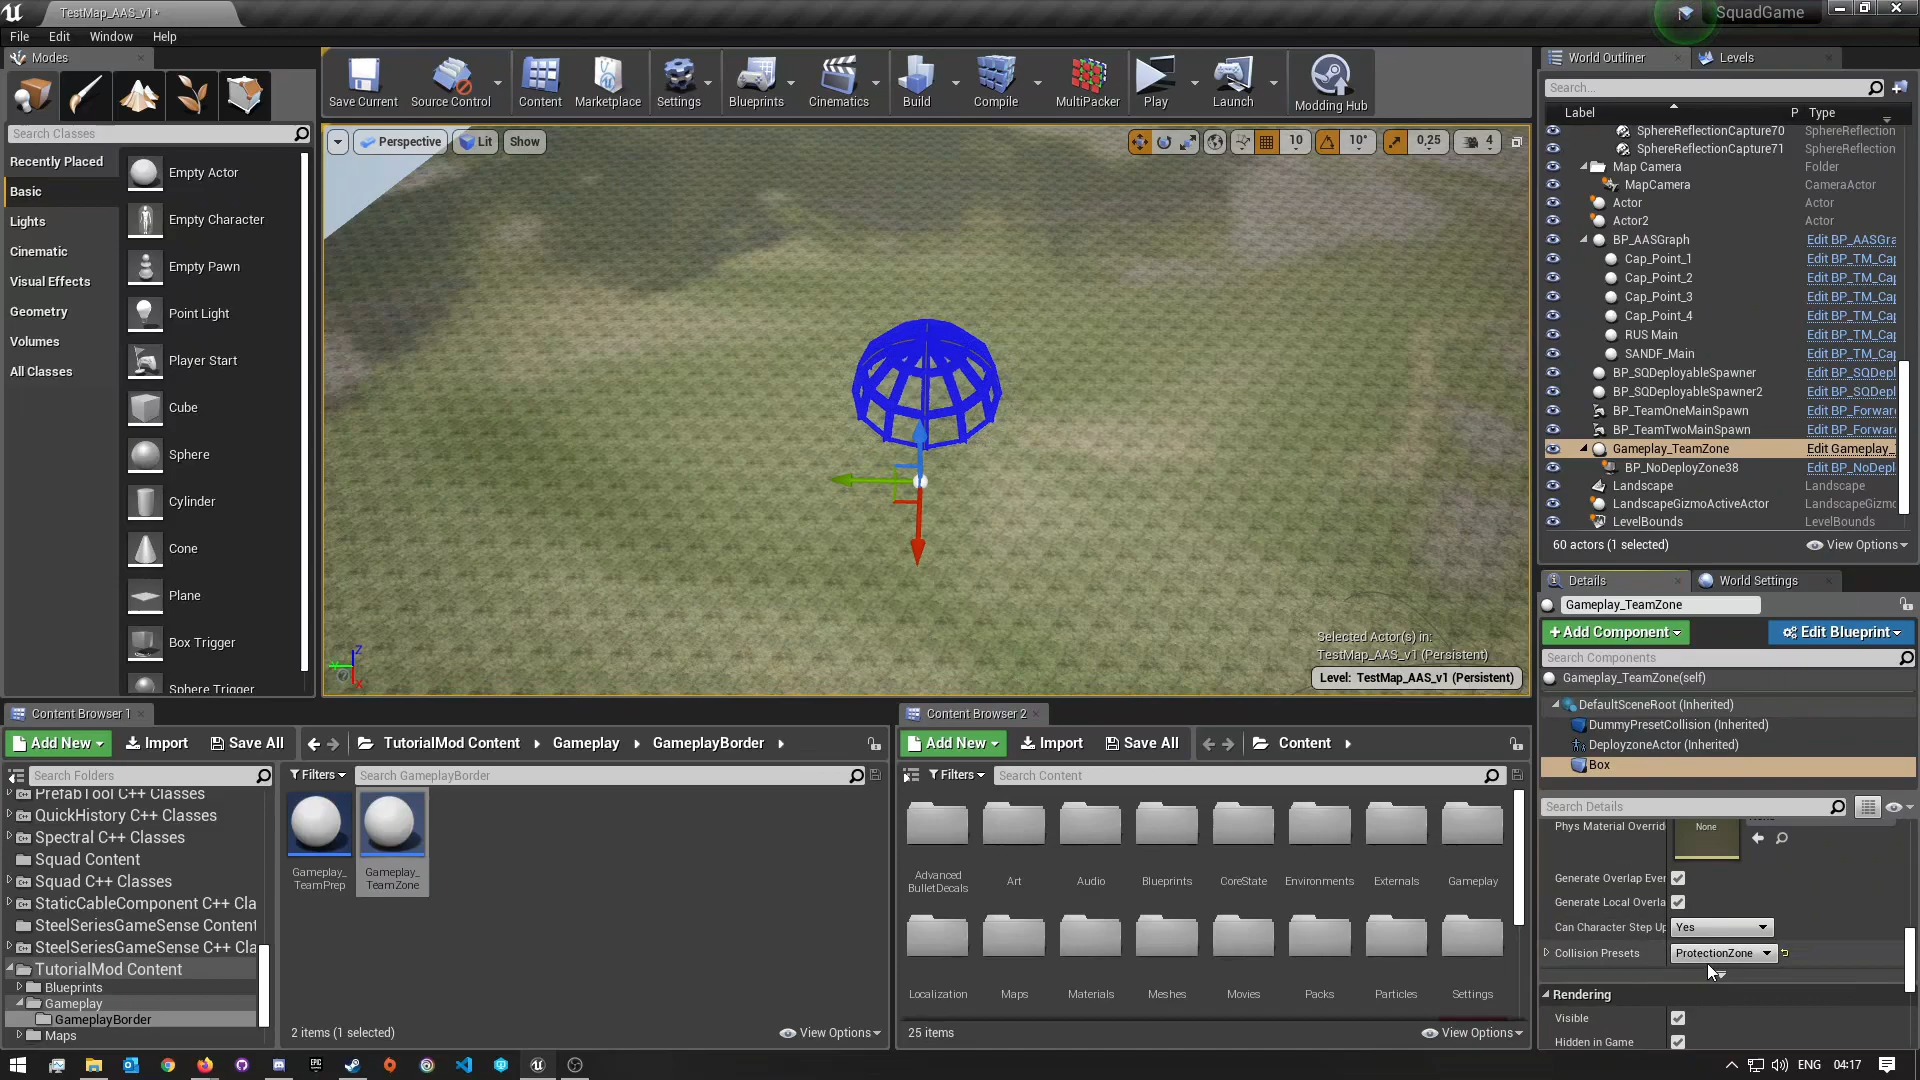 TestMap_AAS_v1*
SquadGame
File Edit Window Help
Modes
Search Classes
Recently Placed
Basic
Lights
Cinematic
Visual Effects
Geometry
Volumes
All Classes
Empty Actor
Empty Character
Empty Pawn
Point Light
Player Start
Cube
Sphere
Cylinder
Cone
Plane
Box Trigger
Sphere Trigger
Save Current Source Control Content Marketplace Settings Blueprints Cinematics Build Compile MultiPacker Play Launch Modding Hub
Perspective Lit Show
10 10° 0,25 4
Selected Actor(s) in:
TestMap_AAS_v1 (Persistent)
Level: TestMap_AAS_v1 (Persistent)
World Outliner Levels
Search...
Label P Type
SphereReflectionCapture70 SphereReflection
SphereReflectionCapture71 SphereReflection
Map Camera Folder
MapCamera CameraActor
Actor Actor
Actor2 Actor
BP_AASGraph Edit BP_AASGra
Cap_Point_1 Edit BP_TM_Cap
Cap_Point_2 Edit BP_TM_Cap
Cap_Point_3 Edit BP_TM_Cap
Cap_Point_4 Edit BP_TM_Cap
RUS Main Edit BP_TM_Cap
SANDF_Main Edit BP_TM_Cap
BP_SQDeployableSpawner Edit BP_SQDepl
BP_SQDeployableSpawner2 Edit BP_SQDepl
BP_TeamOneMainSpawn Edit BP_Forwar
BP_TeamTwoMainSpawn Edit BP_Forwar
Gameplay_TeamZone Edit Gameplay_
BP_NoDeployZone38 Edit BP_NoDepl
Landscape Landscape
LandscapeGizmoActiveActor LandscapeGizmo
LevelBounds LevelBounds
60 actors (1 selected) View Options
Details World Settings
Gameplay_TeamZone
+Add Component Edit Blueprint
Search Components
Gameplay_TeamZone(self)
DefaultSceneRoot (Inherited)
DummyPresetCollision (Inherited)
DeployzoneActor (Inherited)
Box
Search Details
Phys Material Overrid None
Generate Overlap Ever
Generate Local Overla
Can Character Step Up Yes
Collision Presets ProtectionZone
Rendering
Visible
Hidden in Game
Content Browser 1
Add New Import Save All TutorialMod Content Gameplay GameplayBorder
Search Folders Filters Search GameplayBorder
PrefabTool C++ Classes
QuickHistory C++ Classes
Spectral C++ Classes
Squad Content
Squad C++ Classes
StaticCableComponent C++ Cla
SteelSeriesGameSense Content
SteelSeriesGameSense C++ Cla
TutorialMod Content
Blueprints
Gameplay
GameplayBorder
Maps
Gameplay_
TeamPrep
Gameplay_
TeamZone
2 items (1 selected) View Options
Content Browser 2
Add New Import Save All Content
Filters Search Content
Advanced
BulletDecals
Art Audio Blueprints CoreState Environments Externals Gameplay
Localization Maps Materials Meshes Movies Packs Particles Settings
25 items View Options
ENG 04:17